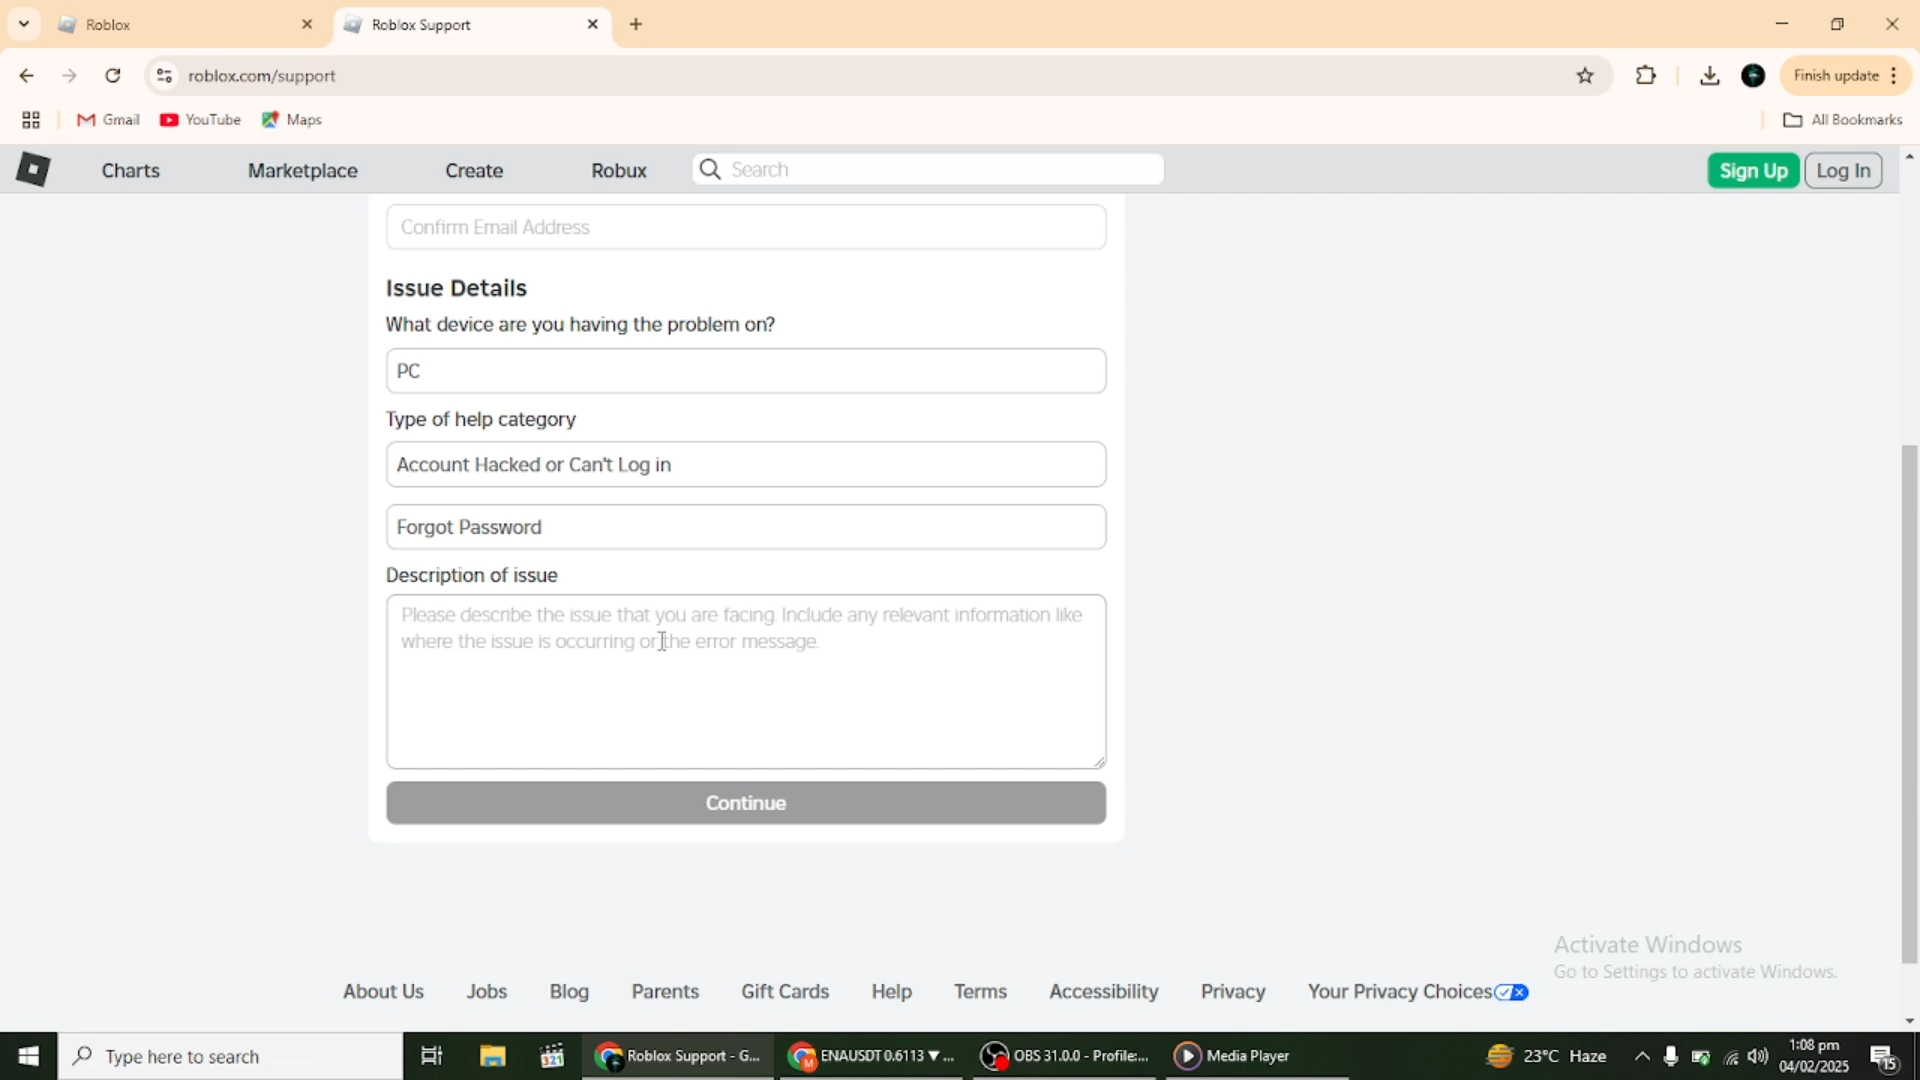 Roblox
Roblox Support
roblox.com/support
Finish update
Gmail
YouTube
Maps
All Bookmarks
Charts
Marketplace
Create
Robux
Search
Sign Up
Log In
Confirm Email Address
Issue Details
What device are you having the problem on?
PC
Type of help category
Account Hacked or Can't Log in
Forgot Password
Description of issue
Please describe the issue that you are facing. Include any relevant information like
where the issue is occurring or the error message.
Continue
Activate Windows
Go to Settings to activate Windows.
About Us
Jobs
Blog
Parents
Gift Cards
Help
Terms
Accessibility
Privacy
Your Privacy Choices
Type here to search
321
Roblox Support - G...
M
ENAUSDT 0.6113 ▼ ...
OBS 31.0.0 - Profile:...
Media Player
23°C Haze
1:08 pm
04/02/2025
15